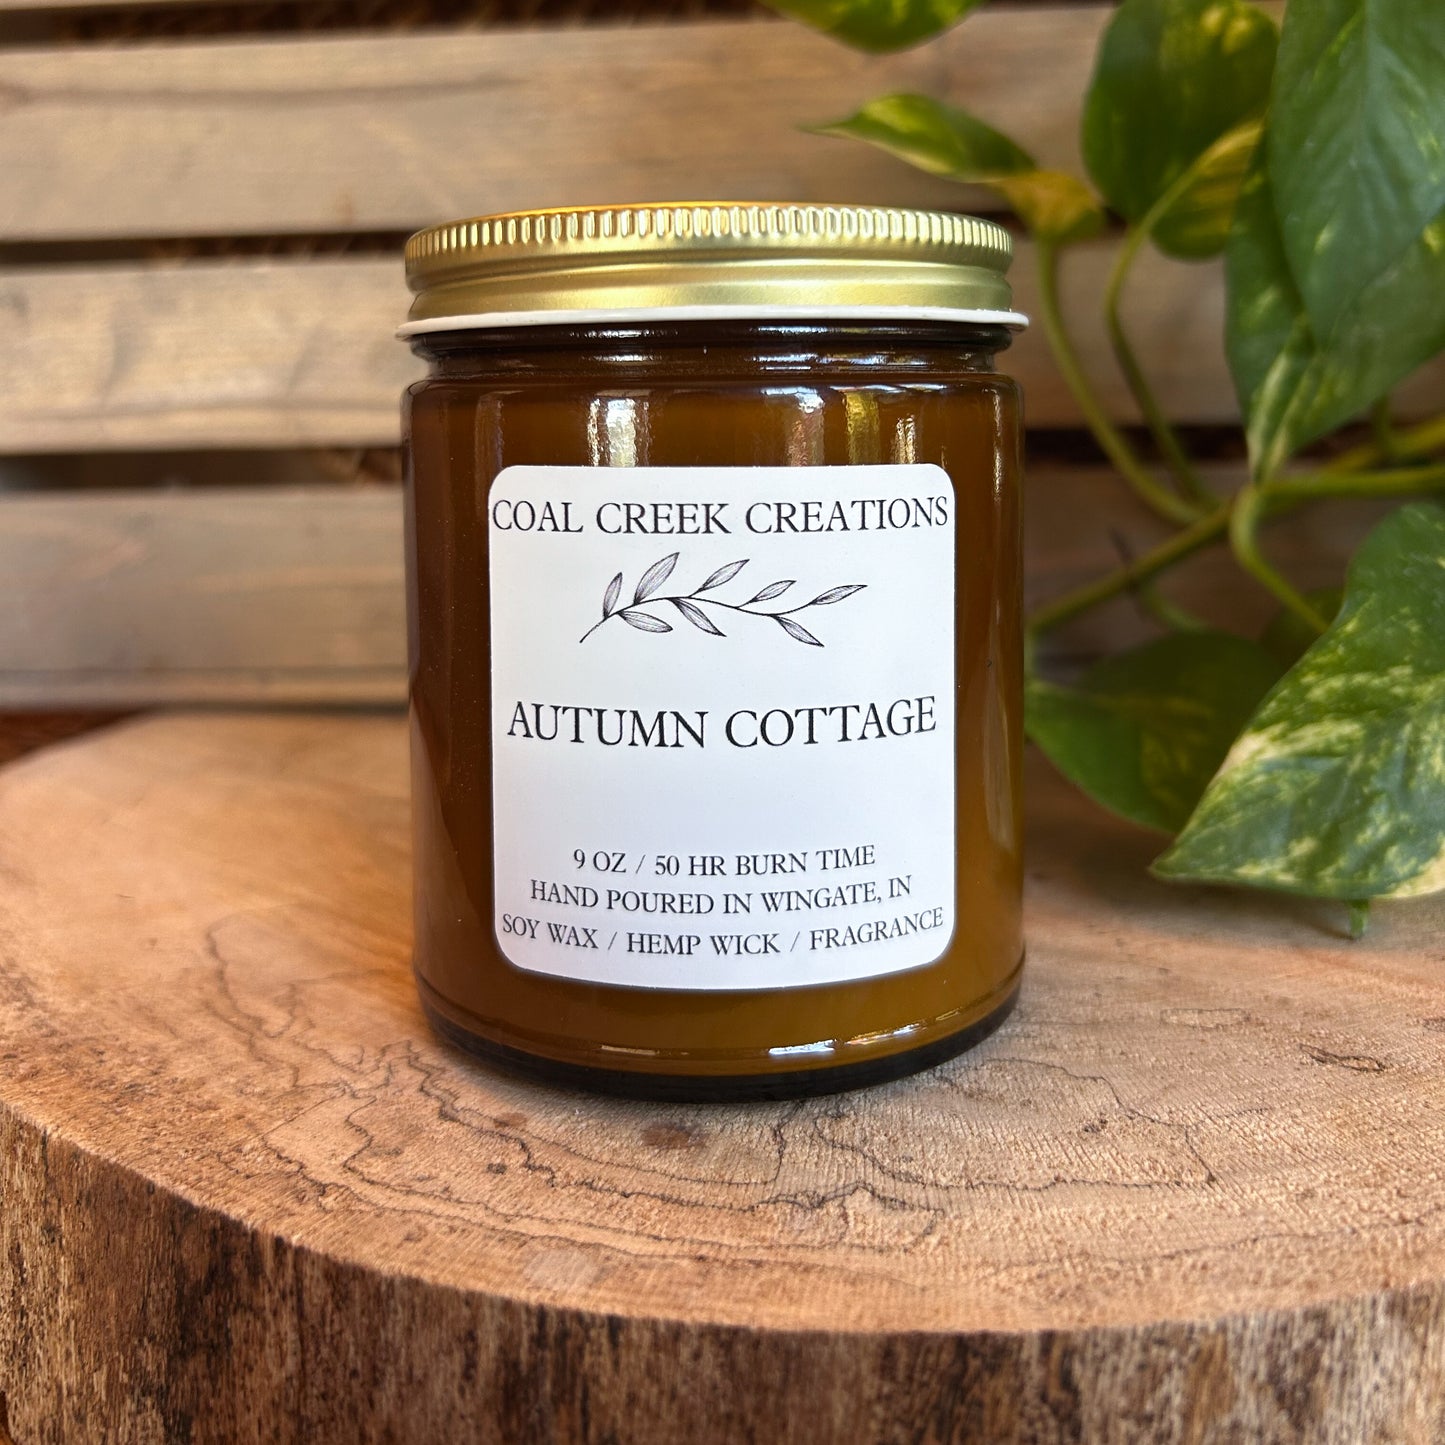 COAL CREEK CREATIONS
AUTUMN COTTAGE
9 OZ / 50 HR BURN TIME
HAND POURED IN WINGATE, IN
SOY WAX / HEMP WICK / FRAGRANCE